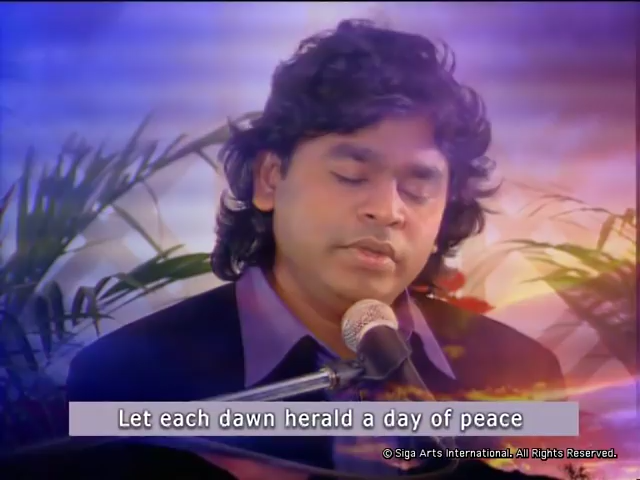 Let each dawn herald a day of peace
© Siga Arts International. All Rights Reserved.